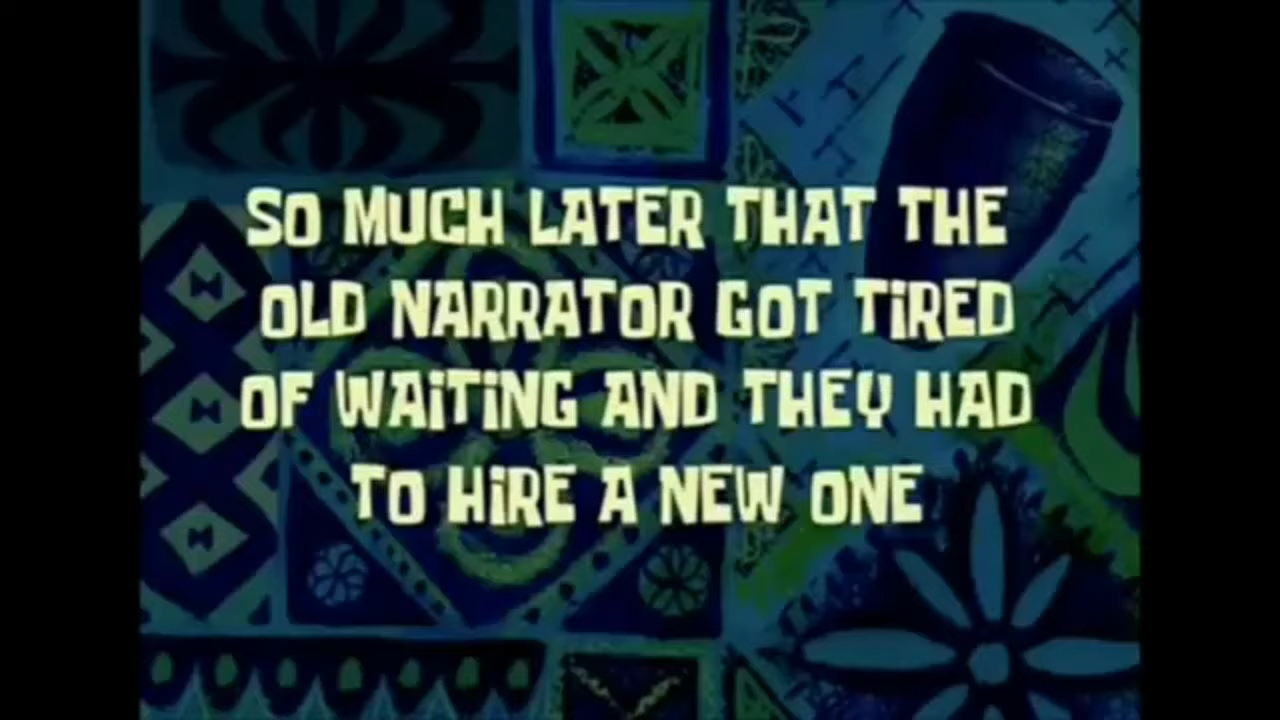 SO MUCH LATER THAT THE
OLD NARRATOR GOT TiRED
OF WAiTiNG AND THEY HAD
TO HiRE A NEW ONE